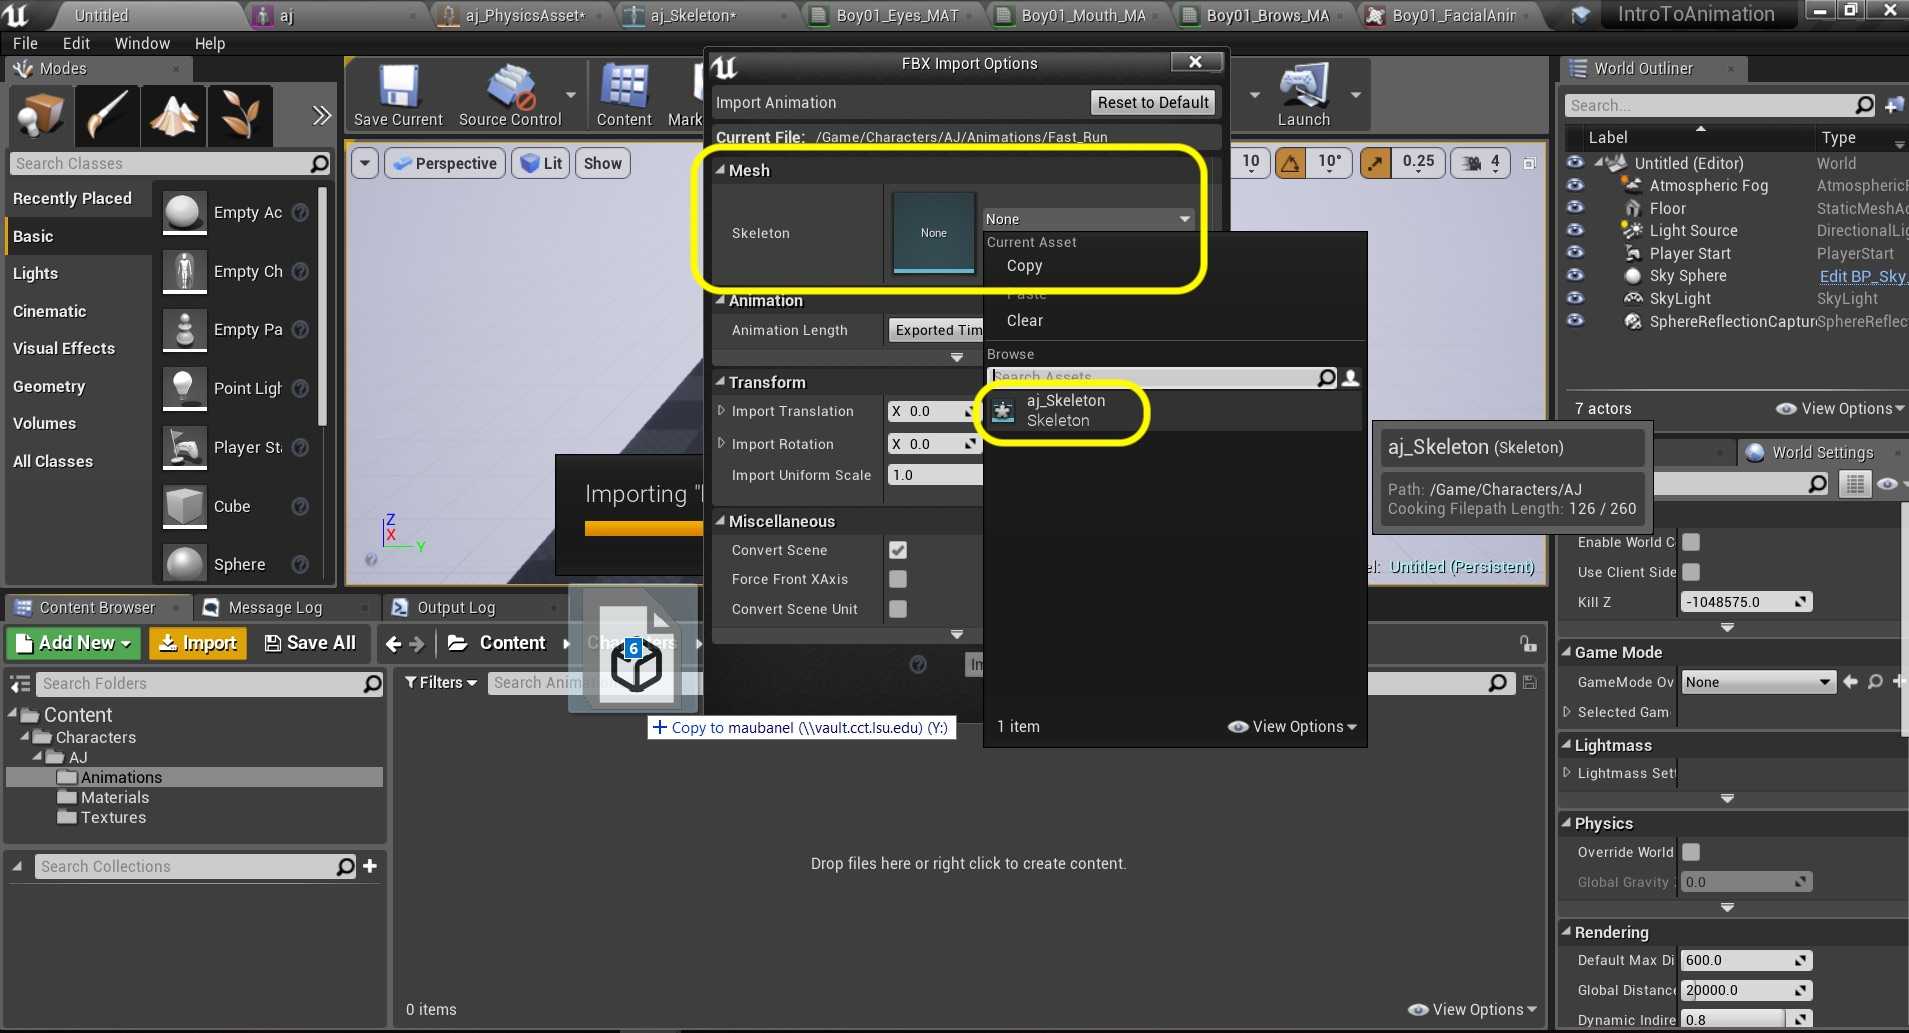 Untitled
aj
aj_PhysicsAsset*
aj_Skeleton*
Boy01_Eyes_MAT
Boy01_Mouth_MA
Boy01_Brows_MA
Boy01_FacialAnir
IntroToAnimation
File Edit Window Help
Modes
Search Classes
Recently Placed
Basic
Lights
Cinematic
Visual Effects
Geometry
Volumes
All Classes
Empty Ac
Empty Ch
Empty Pa
Point Ligh
Player St
Cube
Sphere
Save Current
Source Control
Content
Mark
Launch
Perspective
Lit
Show
10
10°
0.25
4
Z
X
Y
Importing "
Untitled (Persistent)
FBX Import Options
Import Animation
Reset to Default
Current File: /Game/Characters/AJ/Animations/Fast_Run
Mesh
Skeleton
None
None
Animation
Animation Length
Exported Tim
Transform
Import Translation
X 0.0
Import Rotation
X 0.0
Import Uniform Scale
1.0
Miscellaneous
Convert Scene
Force Front XAxis
Convert Scene Unit
Im
Current Asset
Copy
Paste
Clear
Browse
Search Assets
aj_Skeleton
Skeleton
1 item
View Options
aj_Skeleton (Skeleton)
Path: /Game/Characters/AJ
Cooking Filepath Length: 126 / 260
World Outliner
Search...
Label
Type
Untitled (Editor)
World
Atmospheric Fog
AtmosphericF
Floor
StaticMeshAc
Light Source
DirectionalLig
Player Start
PlayerStart
Sky Sphere
Edit BP_Sky
SkyLight
SkyLight
SphereReflectionCaptur
SphereReflec
7 actors
View Options
World Settings
Enable World C
Use Client Side
Kill Z
-1048575.0
Game Mode
GameMode Ov
None
Selected Gam
Lightmass
Lightmass Sett
Physics
Override World
Global Gravity
0.0
Rendering
Default Max Di
600.0
Global Distance
20000.0
Dynamic Indire
0.8
Content Browser
Message Log
Output Log
Add New
Import
Save All
Content
Characters
Search Folders
Filters
Search Anim
Content
Characters
AJ
Animations
Materials
Textures
Search Collections
6
Copy to maubanel (\\vault.cct.lsu.edu) (Y:)
Drop files here or right click to create content.
0 items
View Options